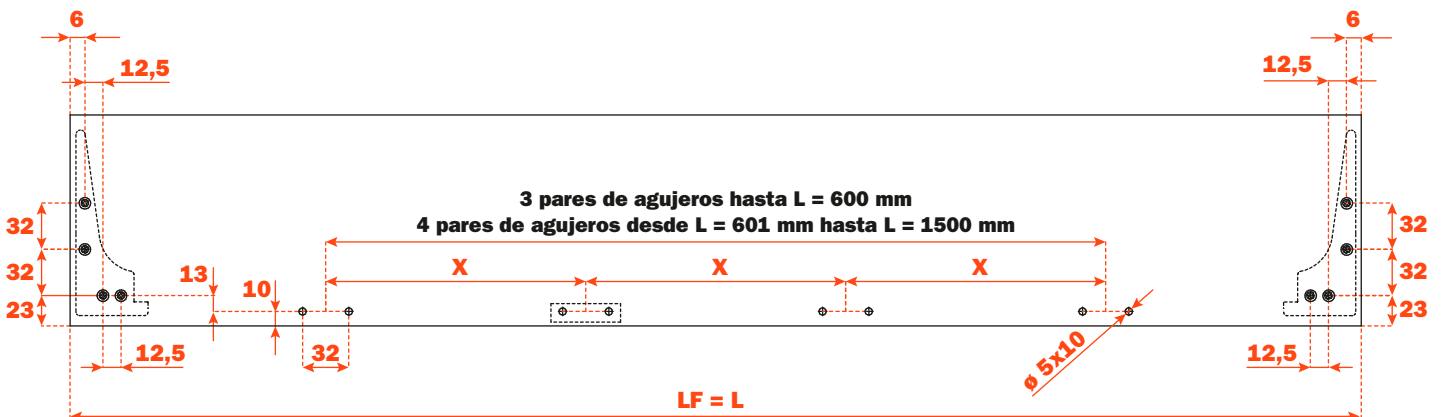 6
6
12,5
12,5
3 pares de agujeros hasta L = 600 mm
4 pares de agujeros desde L = 601 mm hasta L = 1500 mm
32
32
X
X
X
32
32
13
10
23
23
12,5
32
ø 5x10
12,5
LF = L